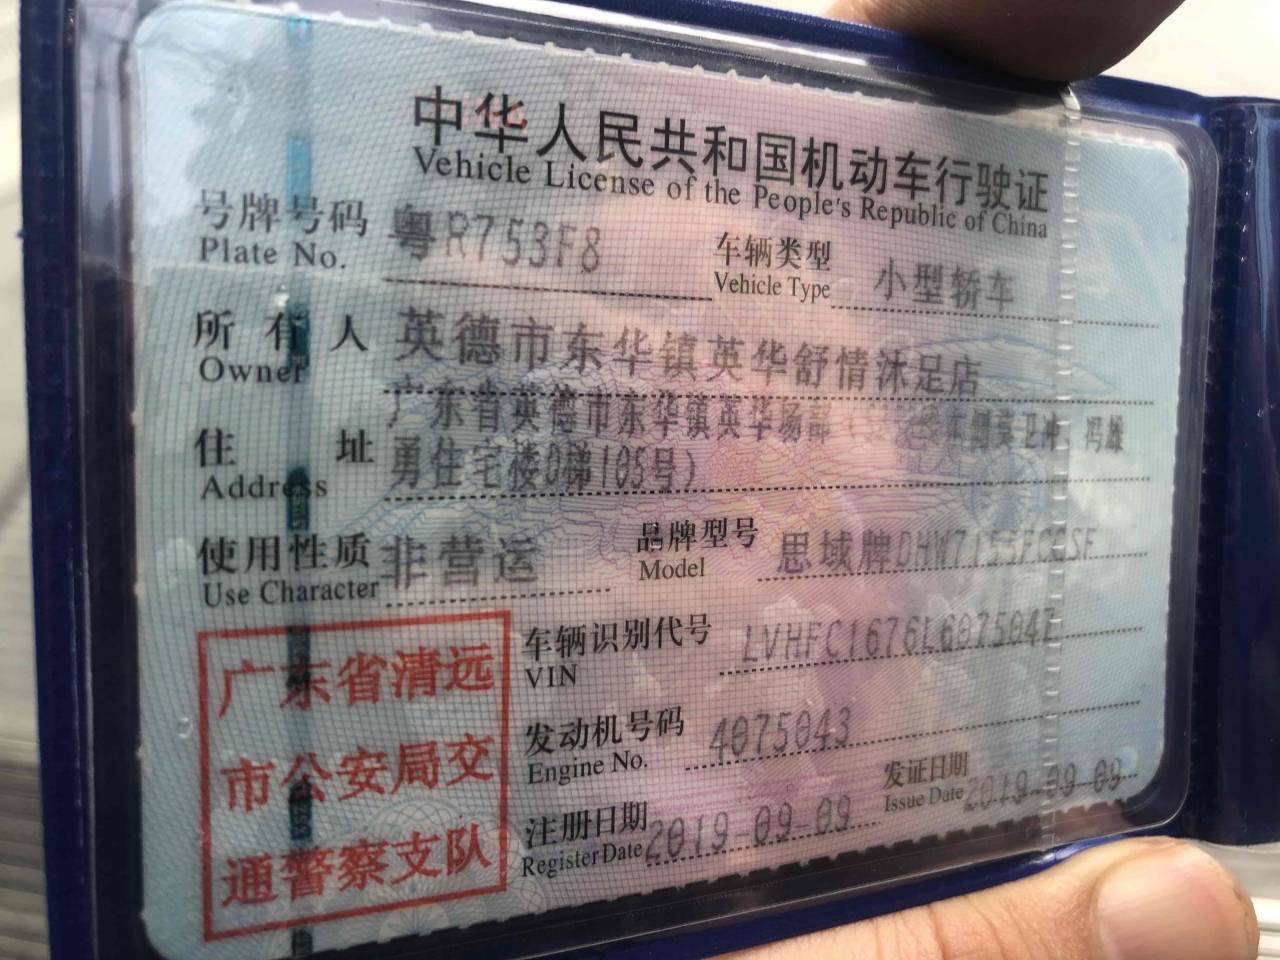 中华人民共和国机动车行驶证
Vehicle License of the People's Republic of China
号牌号码 粤R753F8 车辆类型 小型轿车
Plate No. Vehicle Type
所有人 英德市东华镇英华舒情沐足店
Owner
住址 广东省英德市东华镇英华场部 冯雄
Address 勇住宅楼0梯105号)
使用性质 非营运 品牌型号 思域牌
Use Character Model
车辆识别代号
VIN
发动机号码 4075043
Engine No.
发证日期 2019-09-09
Issue Date
注册日期 2019-09-09
Register Date
广东省清远
市公安局交
通警察支队